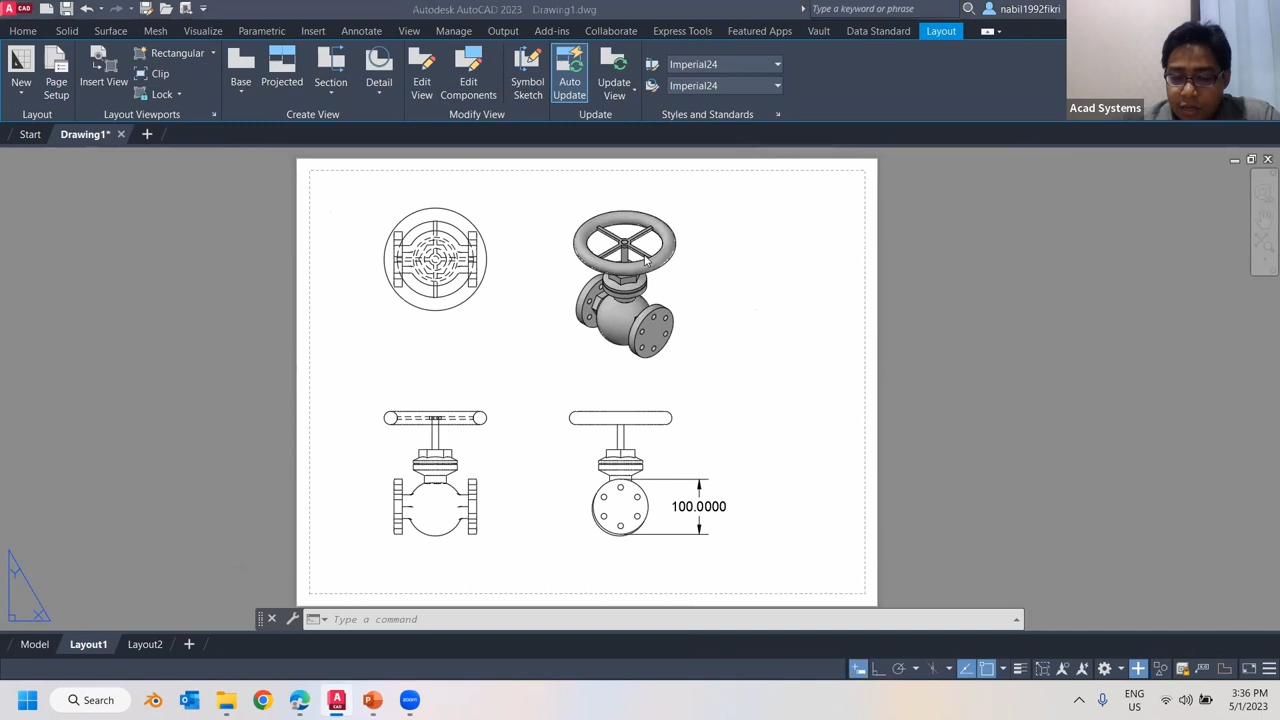 CAD
Autodesk AutoCAD 2023 Drawing1.dwg
Type a keyword or phrase
nabil1992fikri
Home Solid Surface Mesh Visualize Parametric Insert Annotate View Manage Output Add-ins Collaborate Express Tools Featured Apps Vault Data Standard Layout
New
Page
Setup
Insert View
Rectangular
Clip
Lock
Base
Projected
Section
Detail
Edit
View
Edit
Components
Symbol
Sketch
Auto
Update
Update
View
Imperial24
Imperial24
Layout Layout Viewports Create View Modify View Update Styles and Standards
Acad Systems
Start Drawing1*
100.0000
Y
X
Type a command
Model Layout1 Layout2
Search
zoom
ENG
US
3:36 PM
5/1/2023